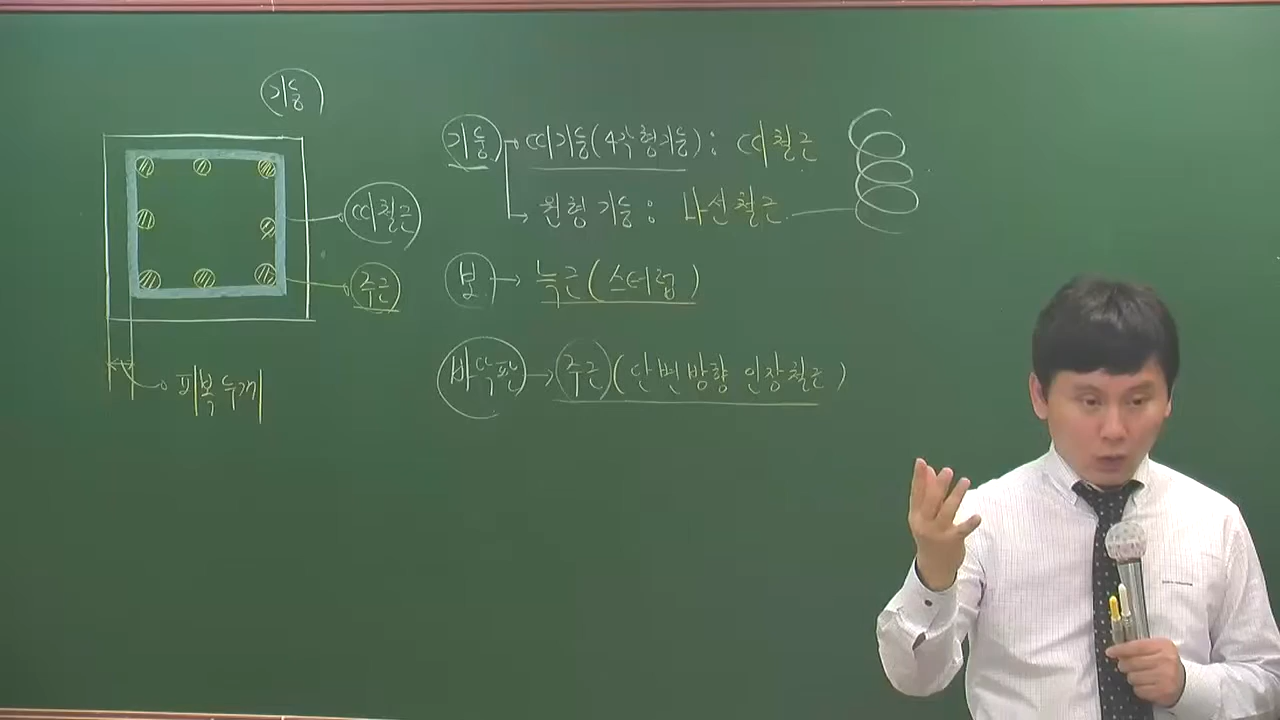 기둥
띠철근
주근
피복두께
기둥 → 띠기둥(4각형기둥) : 띠철근
→ 원형기둥 : 나선철근
보 → 늑근(스터럽)
바닥판 → 주근(단변방향 인장철근)